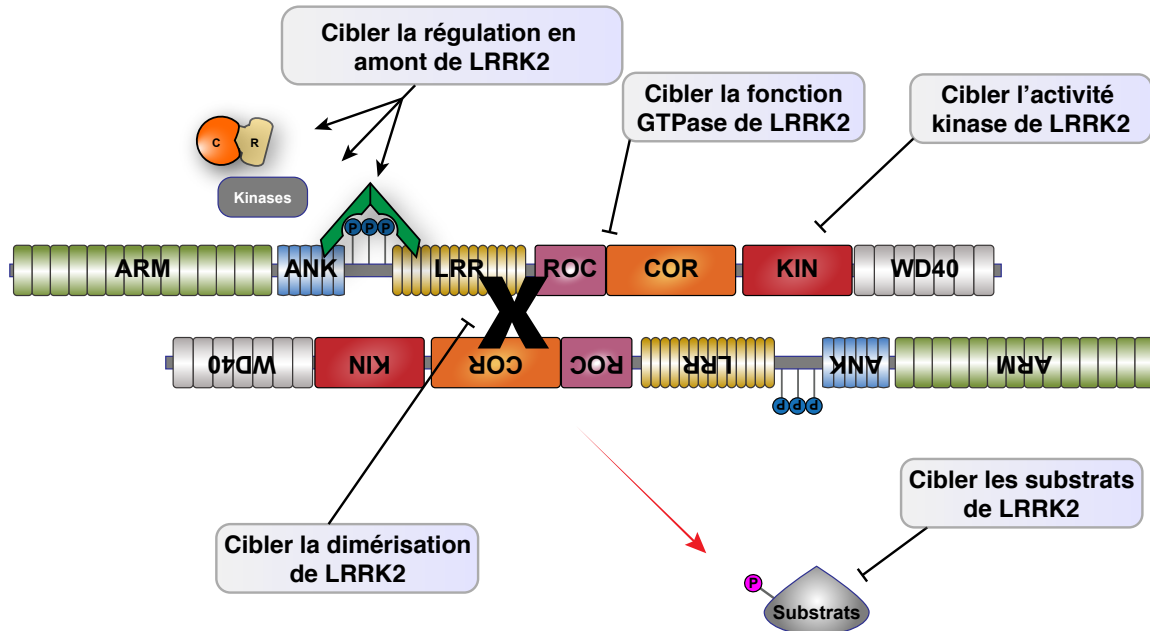 Cibler la régulation en
amont de LRRK2
Cibler la fonction
GTPase de LRRK2
Cibler l'activité
kinase de LRRK2
C R
Kinases
P P P
ARM ANK LRR ROC COR KIN WD40
X
WD40 KIN COR ROC LRR ANK ARM
P P P
Cibler la dimérisation
de LRRK2
Cibler les substrats
de LRRK2
P
Substrats